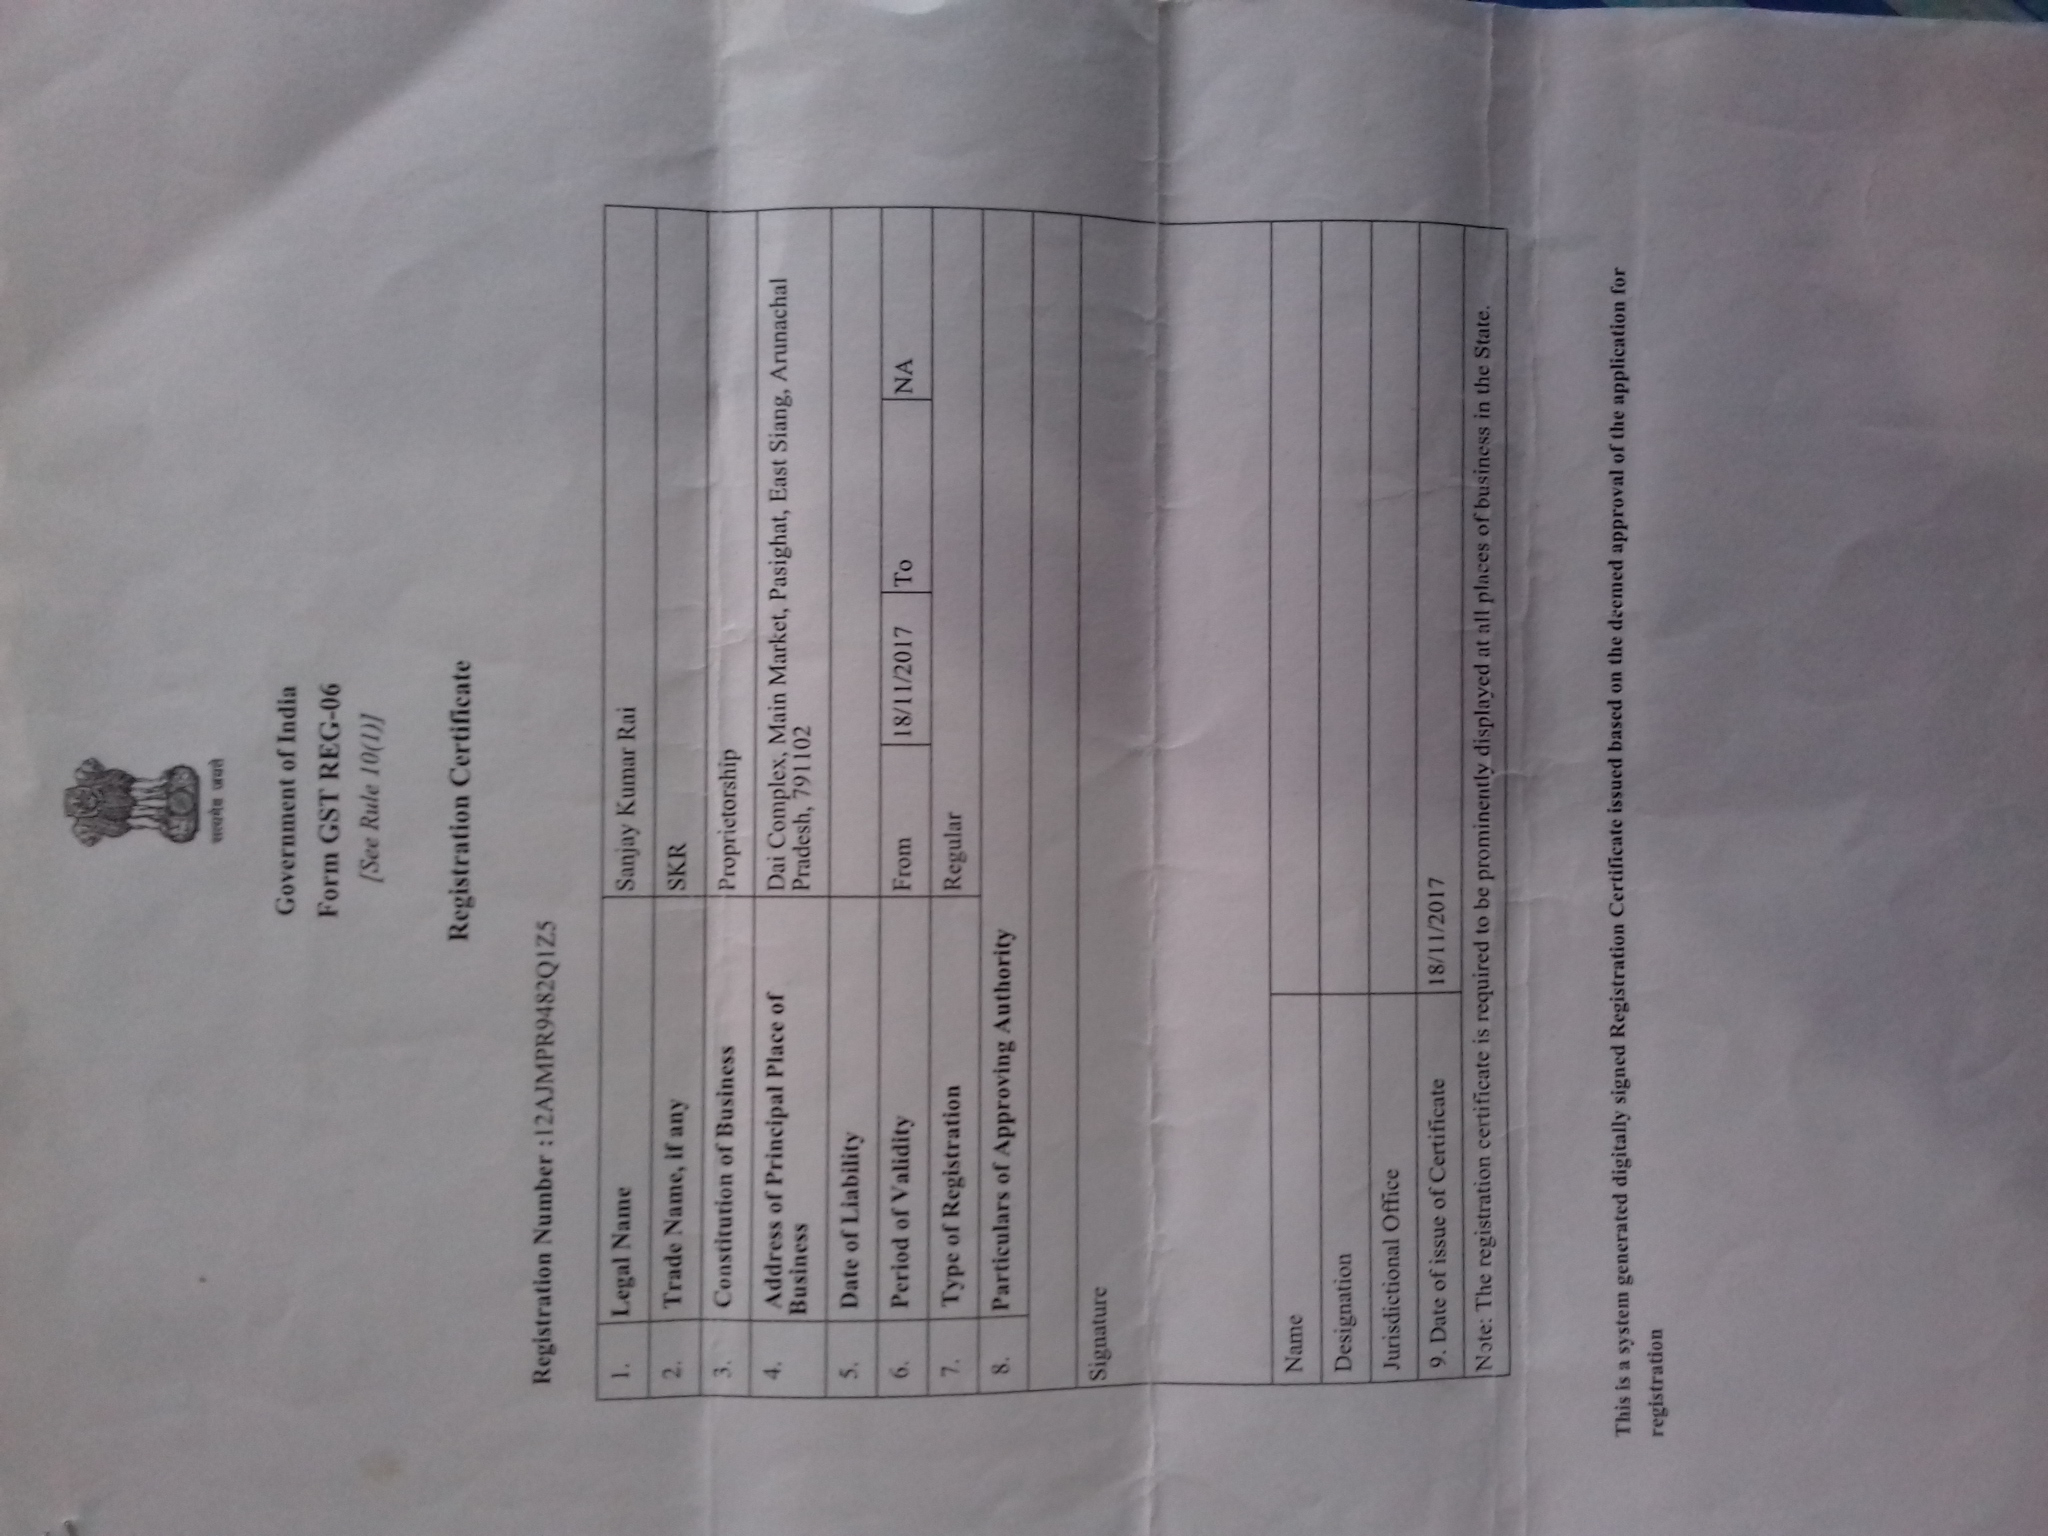 सत्यमेव जयते
Government of India
Form GST REG-06
[See Rule 10(1)]
Registration Certificate
Registration Number :12AJMPR9482Q1Z5
1. Legal Name Sanjay Kumar Rai
2. Trade Name, if any SKR
3. Constitution of Business Proprietorship
4. Address of Principal Place of Dai Complex, Main Market, Pasighat, East Siang, Arunachal
Business Pradesh, 791102
5. Date of Liability
6. Period of Validity From 18/11/2017 To NA
7. Type of Registration Regular
8. Particulars of Approving Authority
Signature
Name
Designation
Jurisdictional Office
9. Date of issue of Certificate 18/11/2017
Note: The registration certificate is required to be prominently displayed at all places of business in the State.
This is a system generated digitally signed Registration Certificate issued based on the deemed approval of the application for
registration